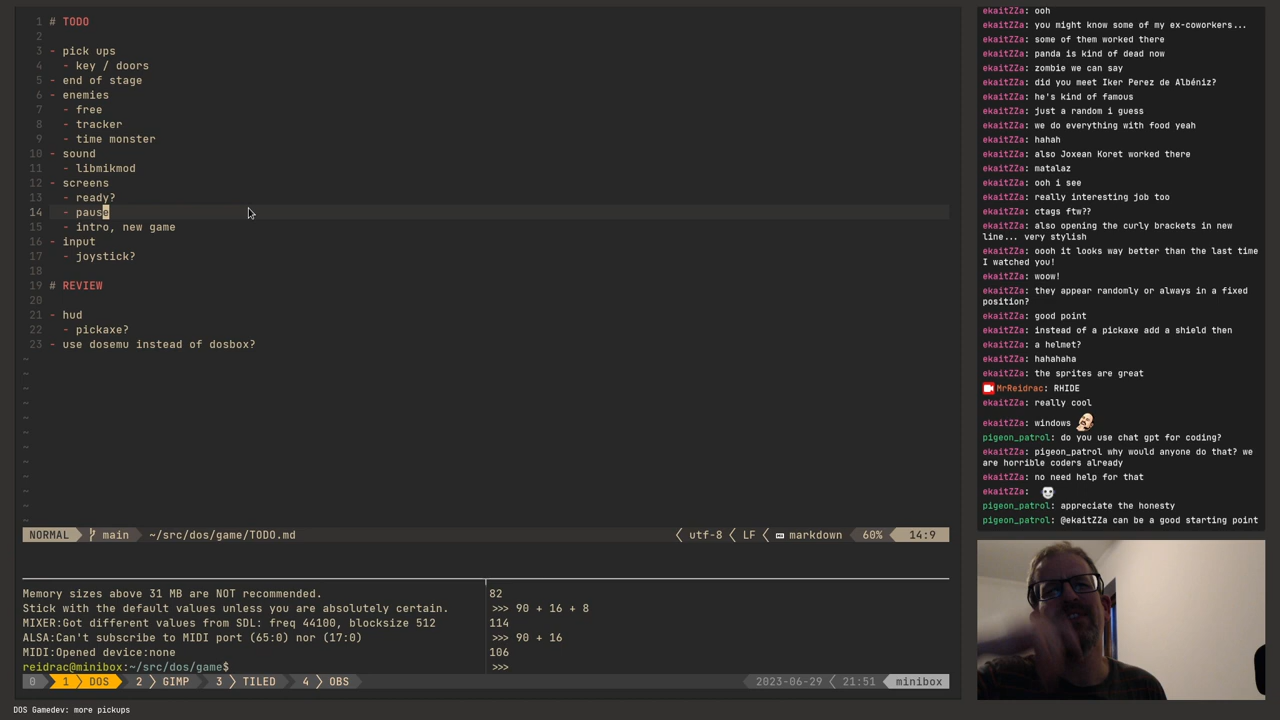 1 # TODO
2
3 - pick ups
4 - key / doors
5 - end of stage
6 - enemies
7 - free
8 - tracker
9 - time monster
10 - sound
11 - libmikmod
12 - screens
13 - ready?
14 - pause
15 - intro, new game
16 - input
17 - joystick?
18
19 # REVIEW
20
21 - hud
22 - pickaxe?
23 - use dosemu instead of dosbox?
~
~
~
~
~
~
~
~
~
~
~
~
NORMAL main ~/src/dos/game/TODO.md utf-8 LF markdown 60% 14:9
Memory sizes above 31 MB are NOT recommended.
Stick with the default values unless you are absolutely certain.
MIXER:Got different values from SDL: freq 44100, blocksize 512
ALSA:Can't subscribe to MIDI port (65:0) nor (17:0)
MIDI:Opened device:none
reidrac@minibox:~/src/dos/game$
82
>>> 90 + 16 + 8
114
>>> 90 + 16
106
>>>
0 1 DOS 2 GIMP 3 TILED 4 OBS 2023-06-29 21:51 minibox
DOS Gamedev: more pickups
ekaitZZa: ooh
ekaitZZa: you might know some of my ex-coworkers...
ekaitZZa: some of them worked there
ekaitZZa: panda is kind of dead now
ekaitZZa: zombie we can say
ekaitZZa: did you meet Iker Perez de Albéniz?
ekaitZZa: he's kind of famous
ekaitZZa: just a random i guess
ekaitZZa: we do everything with food yeah
ekaitZZa: hahah
ekaitZZa: also Joxean Koret worked there
ekaitZZa: matalaz
ekaitZZa: ooh i see
ekaitZZa: really interesting job too
ekaitZZa: ctags ftw??
ekaitZZa: also opening the curly brackets in new
line... very stylish
ekaitZZa: oooh it looks way better than the last time
I watched you!
ekaitZZa: woow!
ekaitZZa: they appear randomly or always in a fixed
position?
ekaitZZa: good point
ekaitZZa: instead of a pickaxe add a shield then
ekaitZZa: a helmet?
ekaitZZa: hahahaha
ekaitZZa: the sprites are great
MrReidrac: RHIDE
ekaitZZa: really cool
ekaitZZa: windows
pigeon_patrol: do you use chat gpt for coding?
ekaitZZa: pigeon_patrol why would anyone do that? we
are horrible coders already
ekaitZZa: no need help for that
ekaitZZa:
pigeon_patrol: appreciate the honesty
pigeon_patrol: @ekaitZZa can be a good starting point